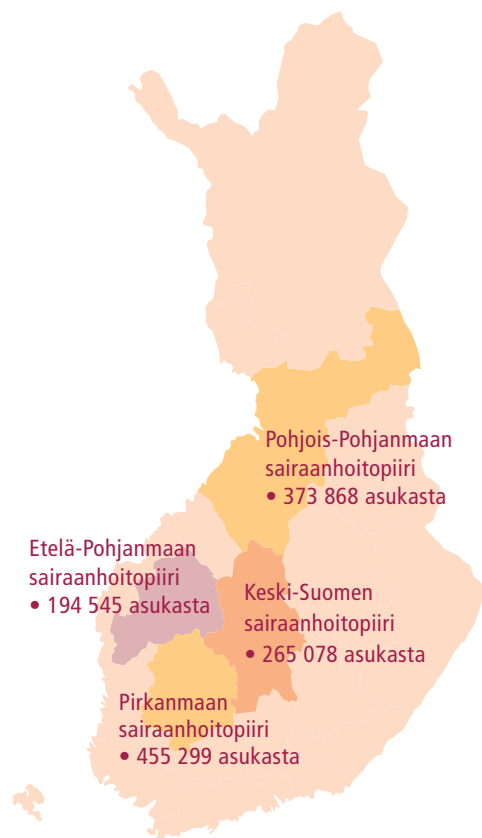 Pohjois-Pohjanmaan
sairaanhoitopiiri
• 373 868 asukasta
Etelä-Pohjanmaan
sairaanhoitopiiri
• 194 545 asukasta
Keski-Suomen
sairaanhoitopiiri
• 265 078 asukasta
Pirkanmaan
sairaanhoitopiiri
• 455 299 asukasta